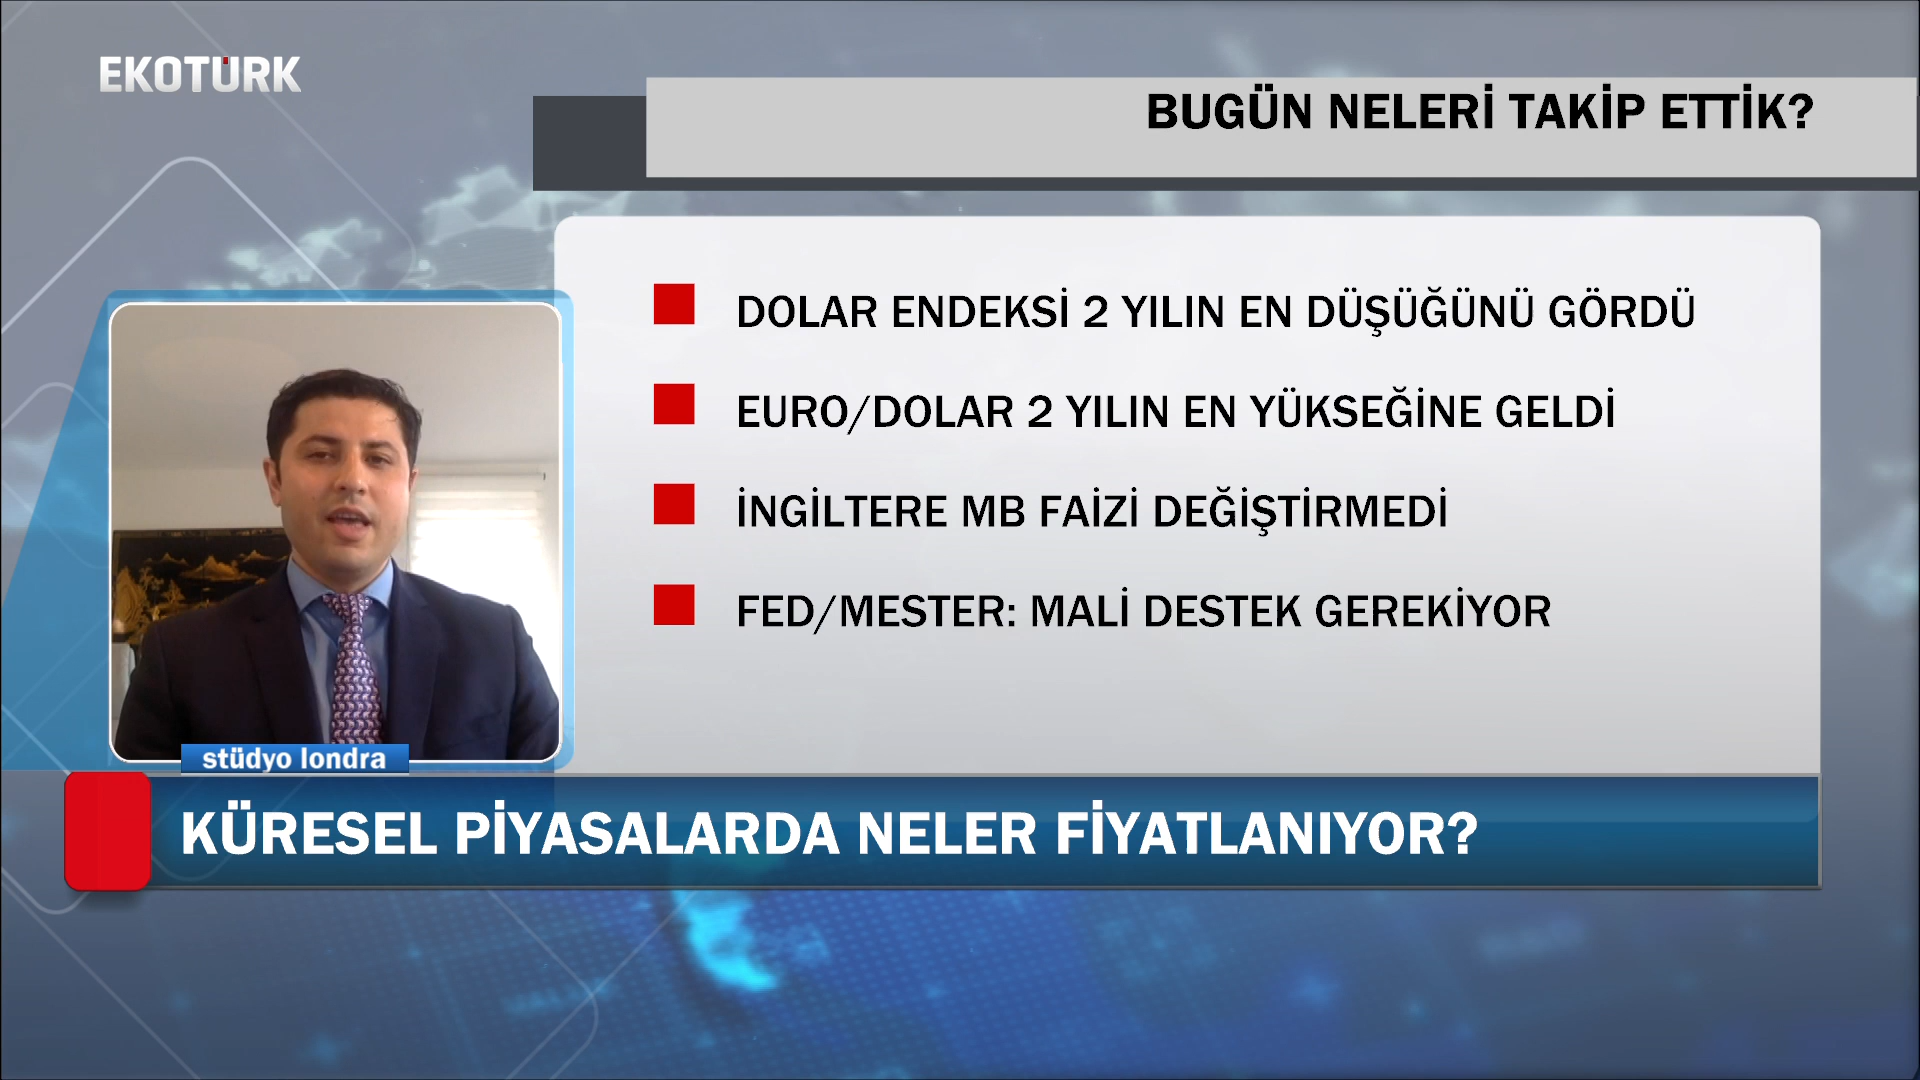 EKOTÜRK
BUGÜN NELERİ TAKİP ETTİK?
DOLAR ENDEKSİ 2 YILIN EN DÜŞÜĞÜNÜ GÖRDÜ
EURO/DOLAR 2 YILIN EN YÜKSEĞİNE GELDİ
İNGİLTERE MB FAİZİ DEĞİŞTİRMEDİ
FED/MESTER: MALİ DESTEK GEREKİYOR
stüdyo londra
KÜRESEL PİYASALARDA NELER FİYATLANIYOR?